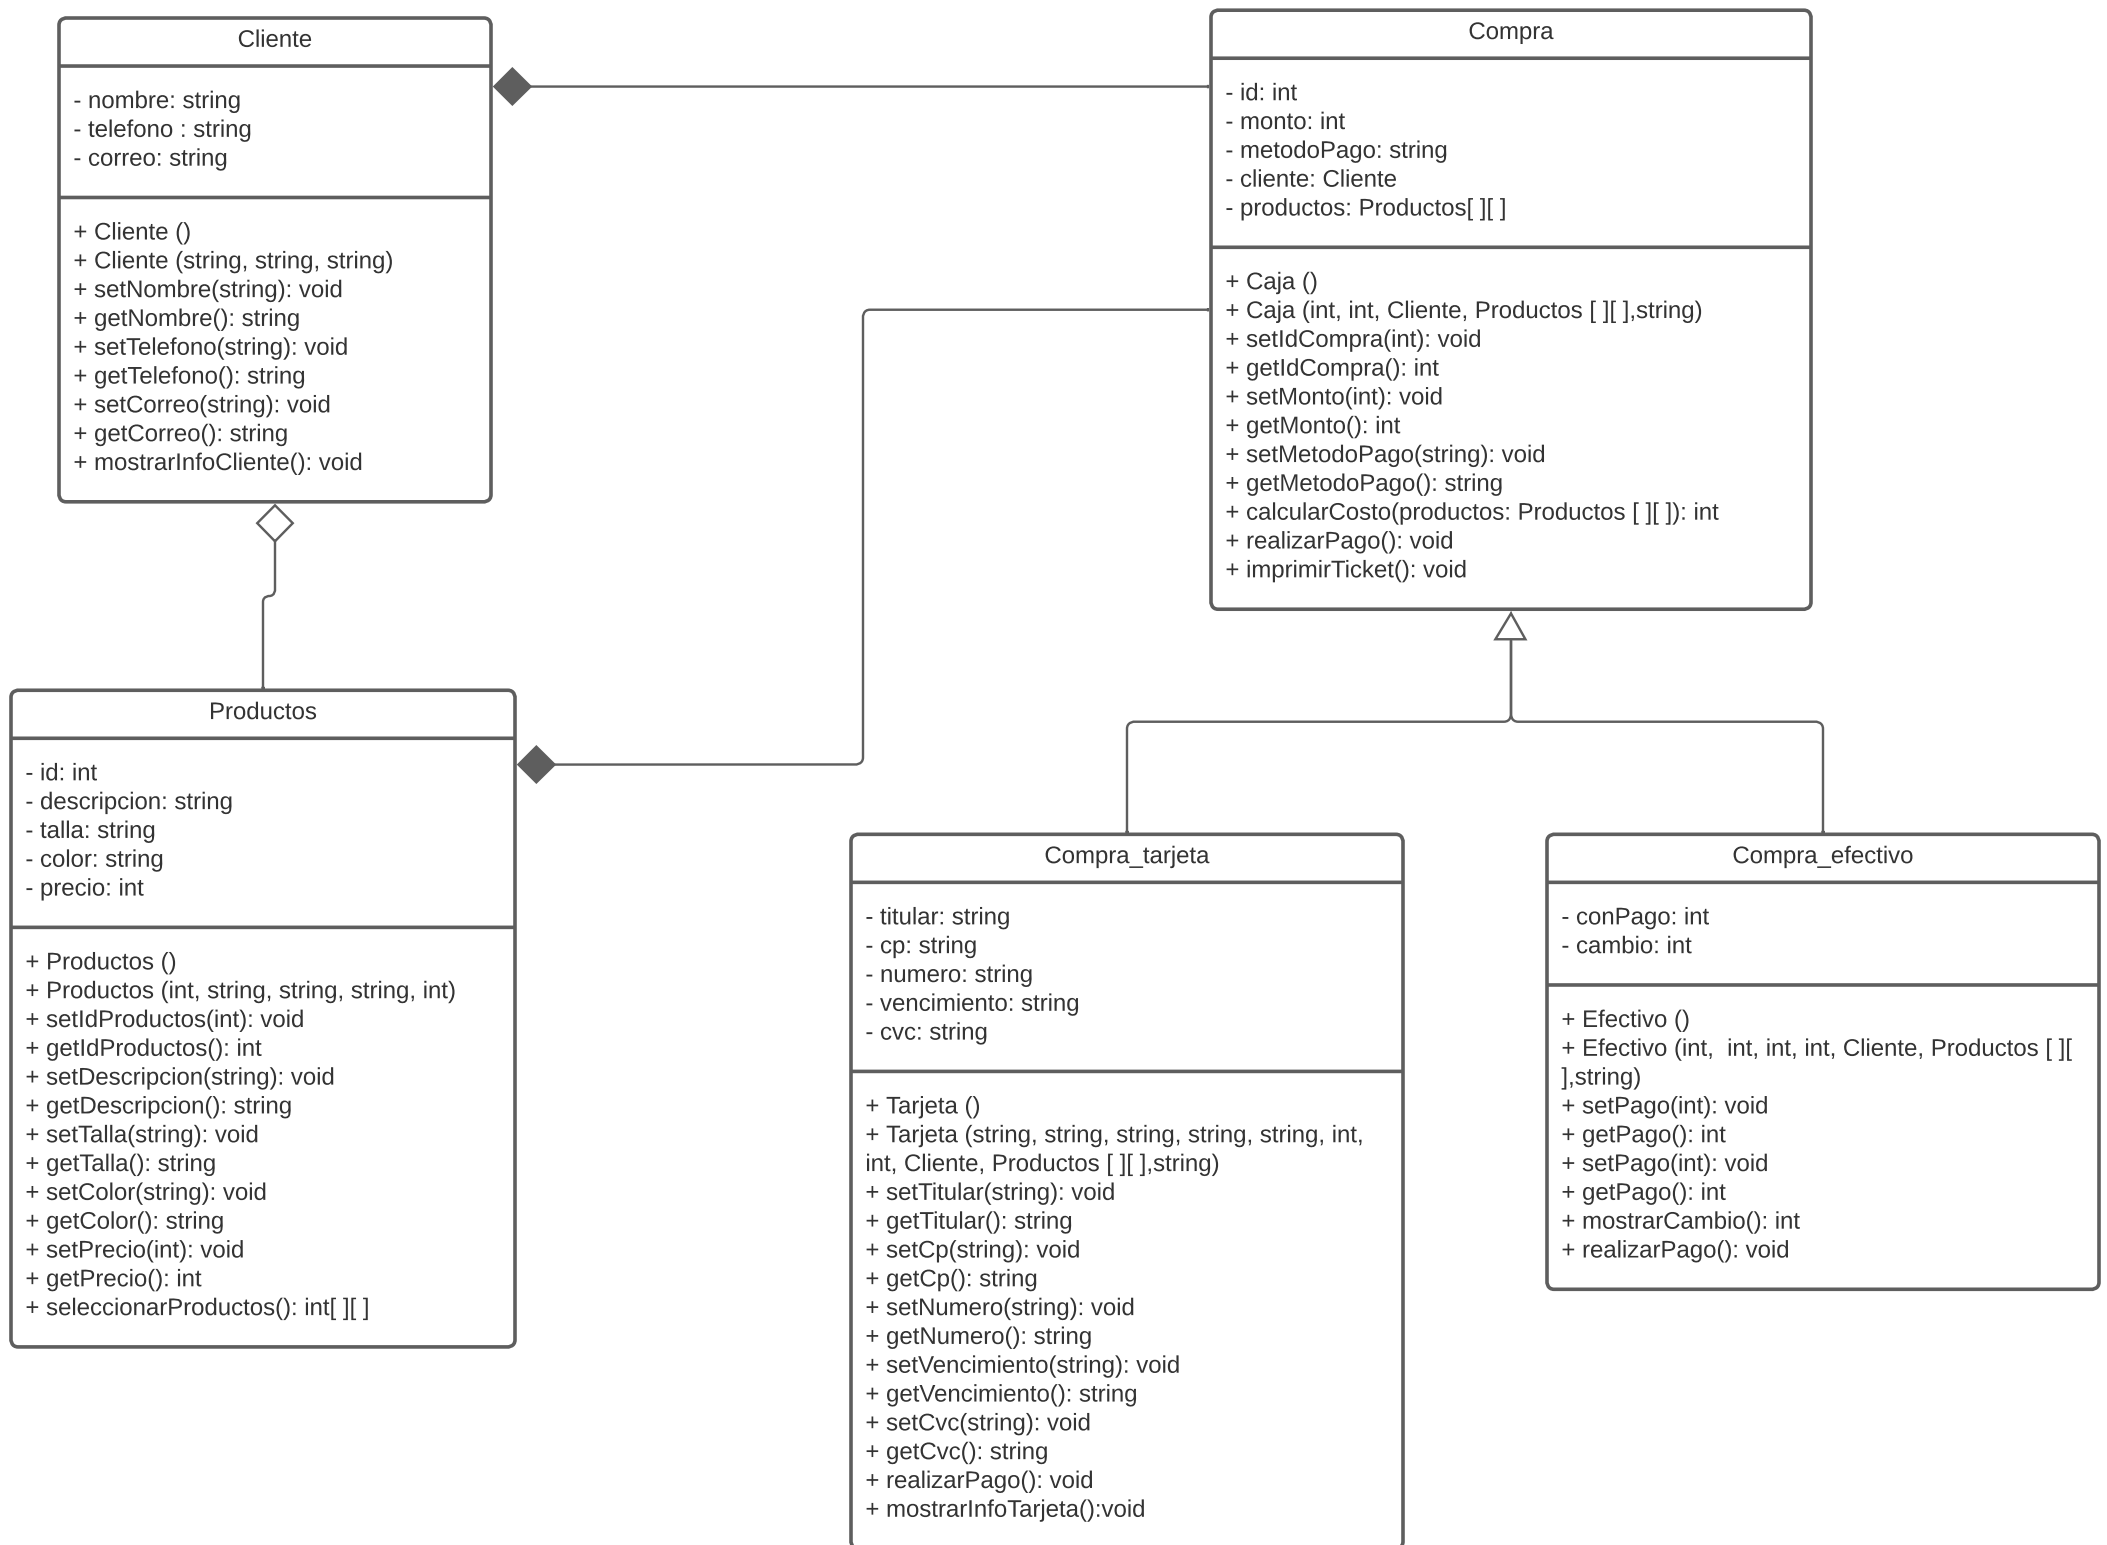 Cliente
- nombre: string
- telefono : string
- correo: string
+ Cliente ()
+ Cliente (string, string, string)
+ setNombre(string): void
+ getNombre(): string
+ setTelefono(string): void
+ getTelefono(): string
+ setCorreo(string): void
+ getCorreo(): string
+ mostrarInfoCliente(): void
Compra
- id: int
- monto: int
- metodoPago: string
- cliente: Cliente
- productos: Productos[ ][ ]
+ Caja ()
+ Caja (int, int, Cliente, Productos [ ][ ],string)
+ setIdCompra(int): void
+ getIdCompra(): int
+ setMonto(int): void
+ getMonto(): int
+ setMetodoPago(string): void
+ getMetodoPago(): string
+ calcularCosto(productos: Productos [ ][ ]): int
+ realizarPago(): void
+ imprimirTicket(): void
Productos
- id: int
- descripcion: string
- talla: string
- color: string
- precio: int
+ Productos ()
+ Productos (int, string, string, string, int)
+ setIdProductos(int): void
+ getIdProductos(): int
+ setDescripcion(string): void
+ getDescripcion(): string
+ setTalla(string): void
+ getTalla(): string
+ setColor(string): void
+ getColor(): string
+ setPrecio(int): void
+ getPrecio(): int
+ seleccionarProductos(): int[ ][ ]
Compra_tarjeta
- titular: string
- cp: string
- numero: string
- vencimiento: string
- cvc: string
+ Tarjeta ()
+ Tarjeta (string, string, string, string, string, int,
int, Cliente, Productos [ ][ ],string)
+ setTitular(string): void
+ getTitular(): string
+ setCp(string): void
+ getCp(): string
+ setNumero(string): void
+ getNumero(): string
+ setVencimiento(string): void
+ getVencimiento(): string
+ setCvc(string): void
+ getCvc(): string
+ realizarPago(): void
+ mostrarInfoTarjeta():void
Compra_efectivo
- conPago: int
- cambio: int
+ Efectivo ()
+ Efectivo (int,  int, int, int, Cliente, Productos [ ][
],string)
+ setPago(int): void
+ getPago(): int
+ setPago(int): void
+ getPago(): int
+ mostrarCambio(): int
+ realizarPago(): void